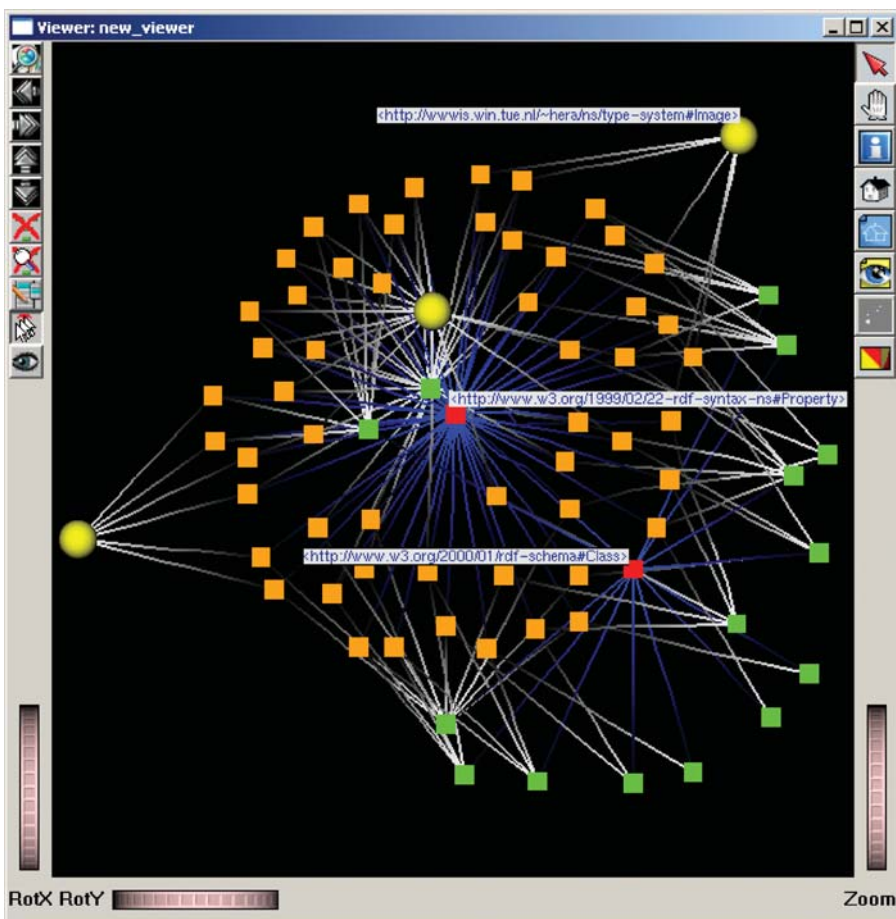 Viewer: new_viewer
<http://wwwis.win.tue.nl/~hera/ns/type-system#Image>
<http://www.w3.org/1999/02/22-rdf-syntax-ns#Property>
<http://www.w3.org/2000/01/rdf-schema#Class>
RotX RotY
Zoom